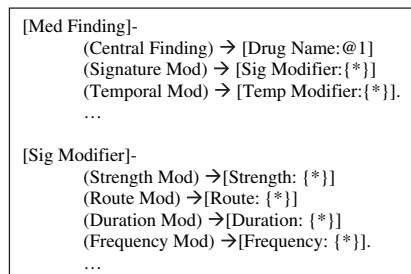 [Med Finding]-
(Central Finding) → [Drug Name:@1]
(Signature Mod) → [Sig Modifier:{*}]
(Temporal Mod) → [Temp Modifier:{*}].
…
[Sig Modifier]-
(Strength Mod) →[Strength: {*}]
(Route Mod) →[Route: {*}]
(Duration Mod) →[Duration: {*}]
(Frequency Mod) →[Frequency: {*}].
…